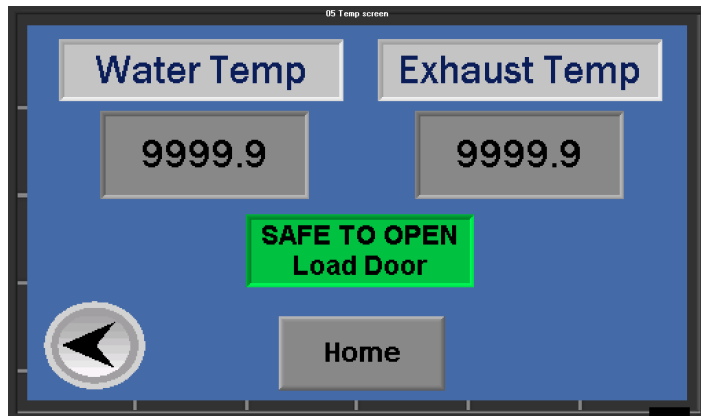 05 Temp screen
Water Temp
Exhaust Temp
9999.9
9999.9
SAFE TO OPEN
Load Door
Home